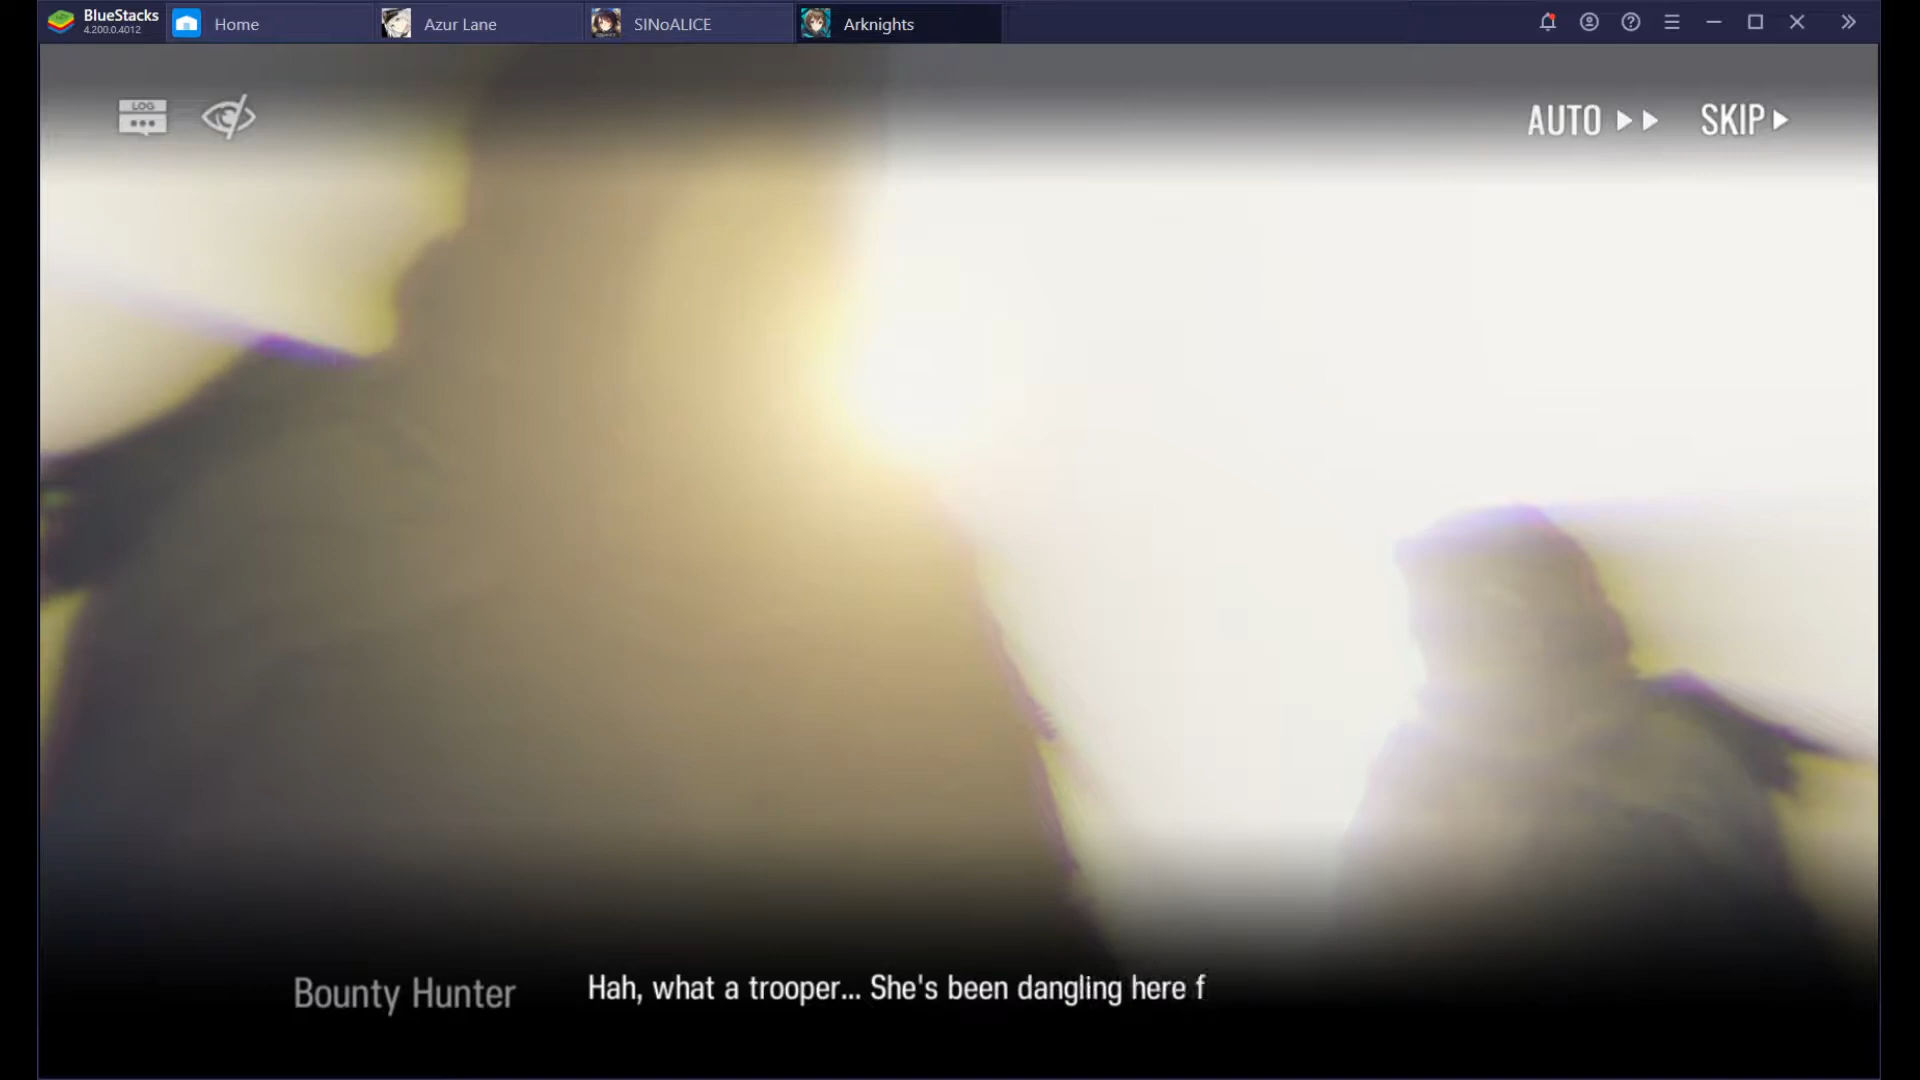 BlueStacks
4.200.0.4012
Home
Azur Lane
SINoALICE
Arknights
LOG
AUTO
SKIP
Bounty Hunter
Hah, what a trooper... She's been dangling here f